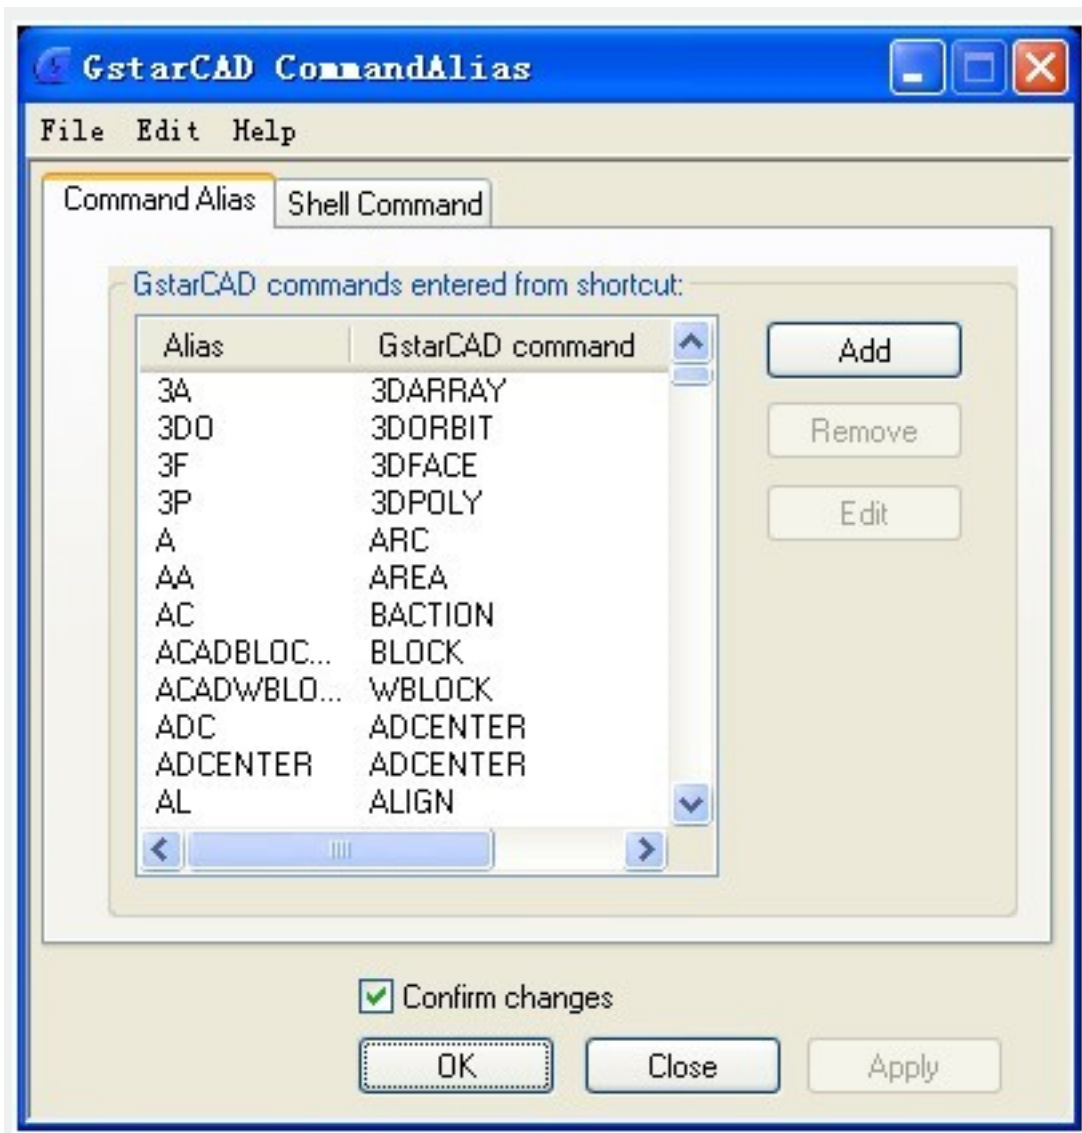 GstarCAD CommandAlias
File Edit Help
Command Alias Shell Command
GstarCAD commands entered from shortcut:
Alias GstarCAD command
3A 3DARRAY
3DO 3DORBIT
3F 3DFACE
3P 3DPOLY
A ARC
AA AREA
AC BACTION
ACADBLOC... BLOCK
ACADWBLO... WBLOCK
ADC ADCENTER
ADCENTER ADCENTER
AL ALIGN
Add
Remove
Edit
Confirm changes
OK Close Apply